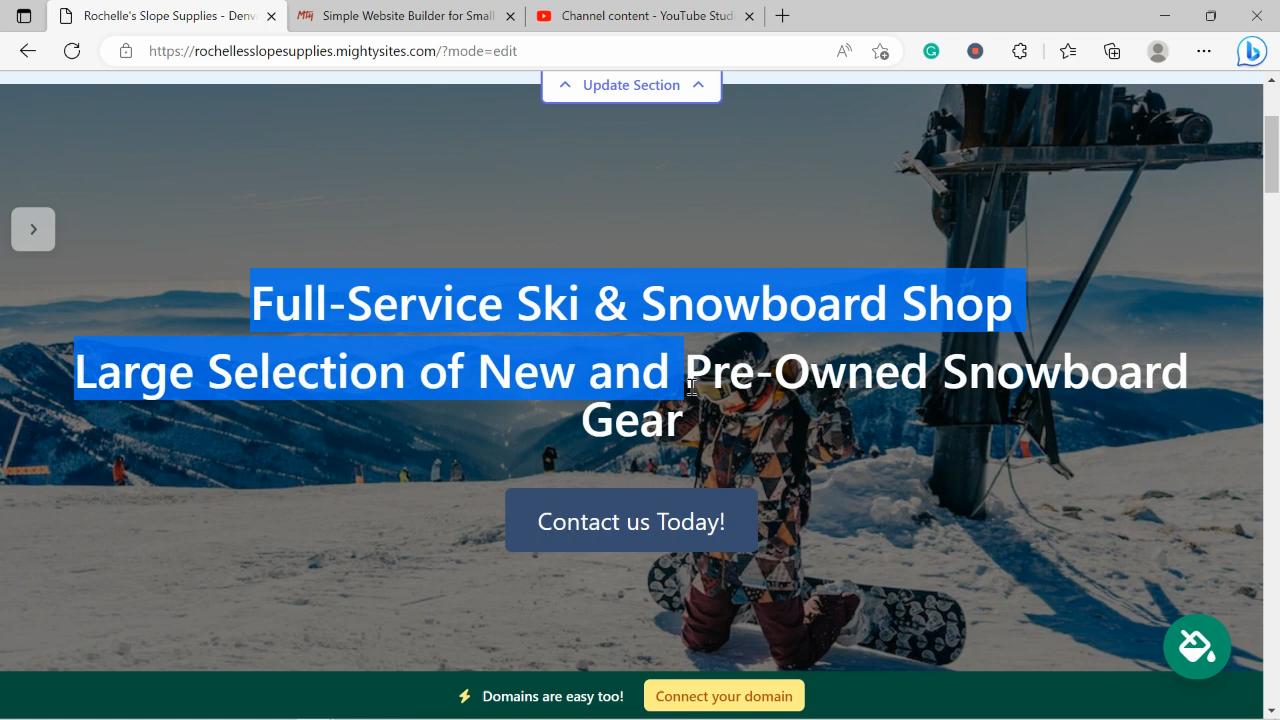 Rochelle's Slope Supplies - Denv
Simple Website Builder for Small
Channel content - YouTube Studi
https://rochellesslopesupplies.mightysites.com/?mode=edit
Update Section
Full-Service Ski & Snowboard Shop
Large Selection of New and Pre-Owned Snowboard
Gear
Contact us Today!
Domains are easy too!
Connect your domain